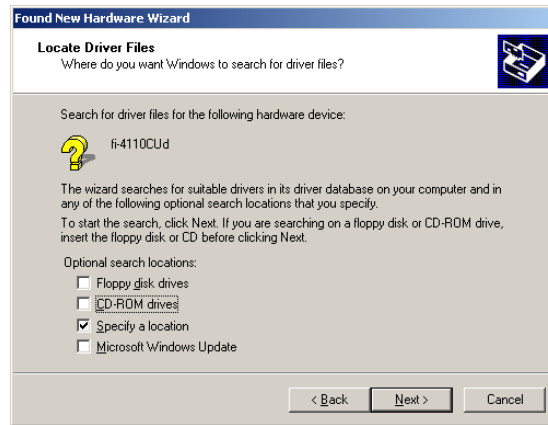 Found New Hardware Wizard
Locate Driver Files
Where do you want Windows to search for driver files?
Search for driver files for the following hardware device:
fi-4110CUd
The wizard searches for suitable drivers in its driver database on your computer and in
any of the following optional search locations that you specify.
To start the search, click Next. If you are searching on a floppy disk or CD-ROM drive,
insert the floppy disk or CD before clicking Next.
Optional search locations:
Floppy disk drives
CD-ROM drives
Specify a location
Microsoft Windows Update
< Back
Next >
Cancel